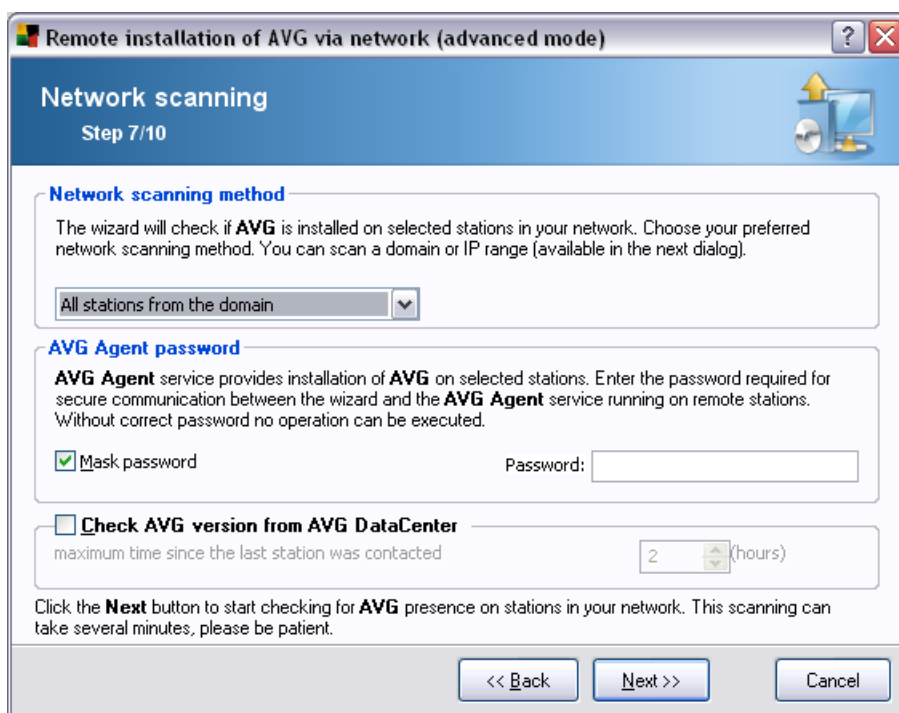 Remote installation of AVG via network (advanced mode)
?
Network scanning
Step 7/10
Network scanning method
The wizard will check if AVG is installed on selected stations in your network. Choose your preferred
network scanning method. You can scan a domain or IP range (available in the next dialog).
All stations from the domain
AVG Agent password
AVG Agent service provides installation of AVG on selected stations. Enter the password required for
secure communication between the wizard and the AVG Agent service running on remote stations.
Without correct password no operation can be executed.
Mask password
Password:
Check AVG version from AVG DataCenter
maximum time since the last station was contacted
2
(hours)
Click the Next button to start checking for AVG presence on stations in your network. This scanning can
take several minutes, please be patient.
<< Back
Next >>
Cancel